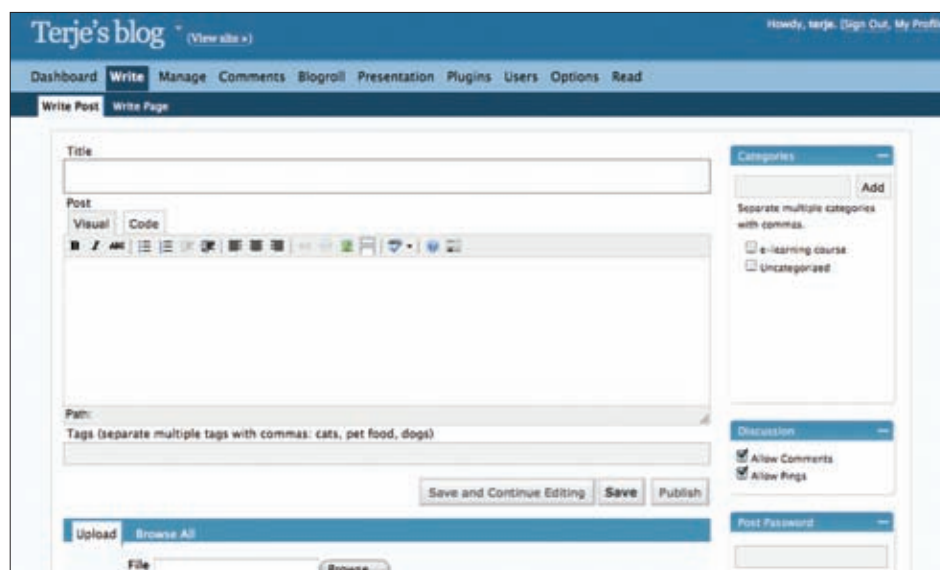 Terje's blog (View site »)
Howdy, terje. [Sign Out, My Profil
Dashboard Write Manage Comments Blogroll Presentation Plugins Users Options Read
Write Post Write Page
Title
Post
Visual Code
B I ABC
Path:
Tags (separate multiple tags with commas: cats, pet food, dogs)
Save and Continue Editing Save Publish
Upload Browse All
File Browse...
Categories
Add
Separate multiple categories
with commas.
e-learning course
Uncategorized
Discussion
Allow Comments
Allow Pings
Post Password